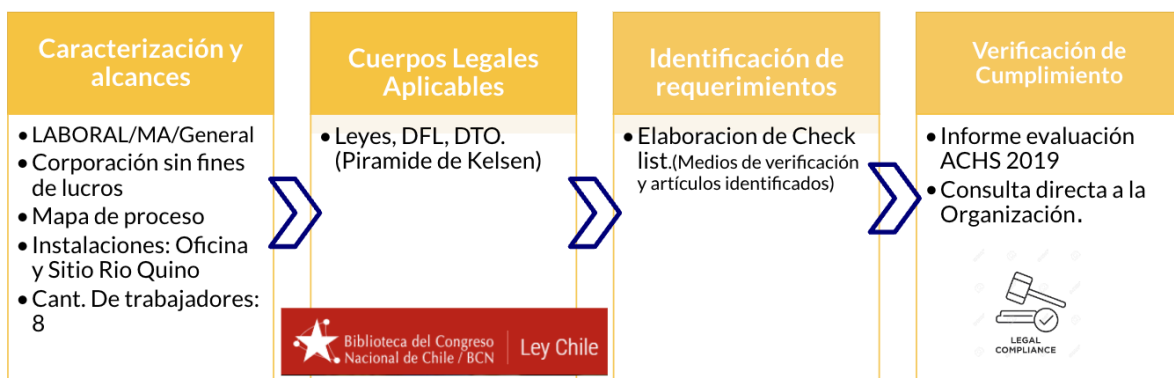 Caracterización y
alcances
• LABORAL/MA/General
• Corporación sin fines
de lucros
• Mapa de proceso
• Instalaciones: Oficina
y Sitio Rio Quino
• Cant. De trabajadores:
8
Cuerpos Legales
Aplicables
• Leyes, DFL, DTO.
(Piramide de Kelsen)
Biblioteca del Congreso
Nacional de Chile / BCN
Ley Chile
Identificación de
requerimientos
• Elaboracion de Check
list.(Medios de verificación
y artículos identificados)
Verificación de
Cumplimiento
• Informe evaluación
ACHS 2019
• Consulta directa a la
Organización.
LEGAL
COMPLIANCE